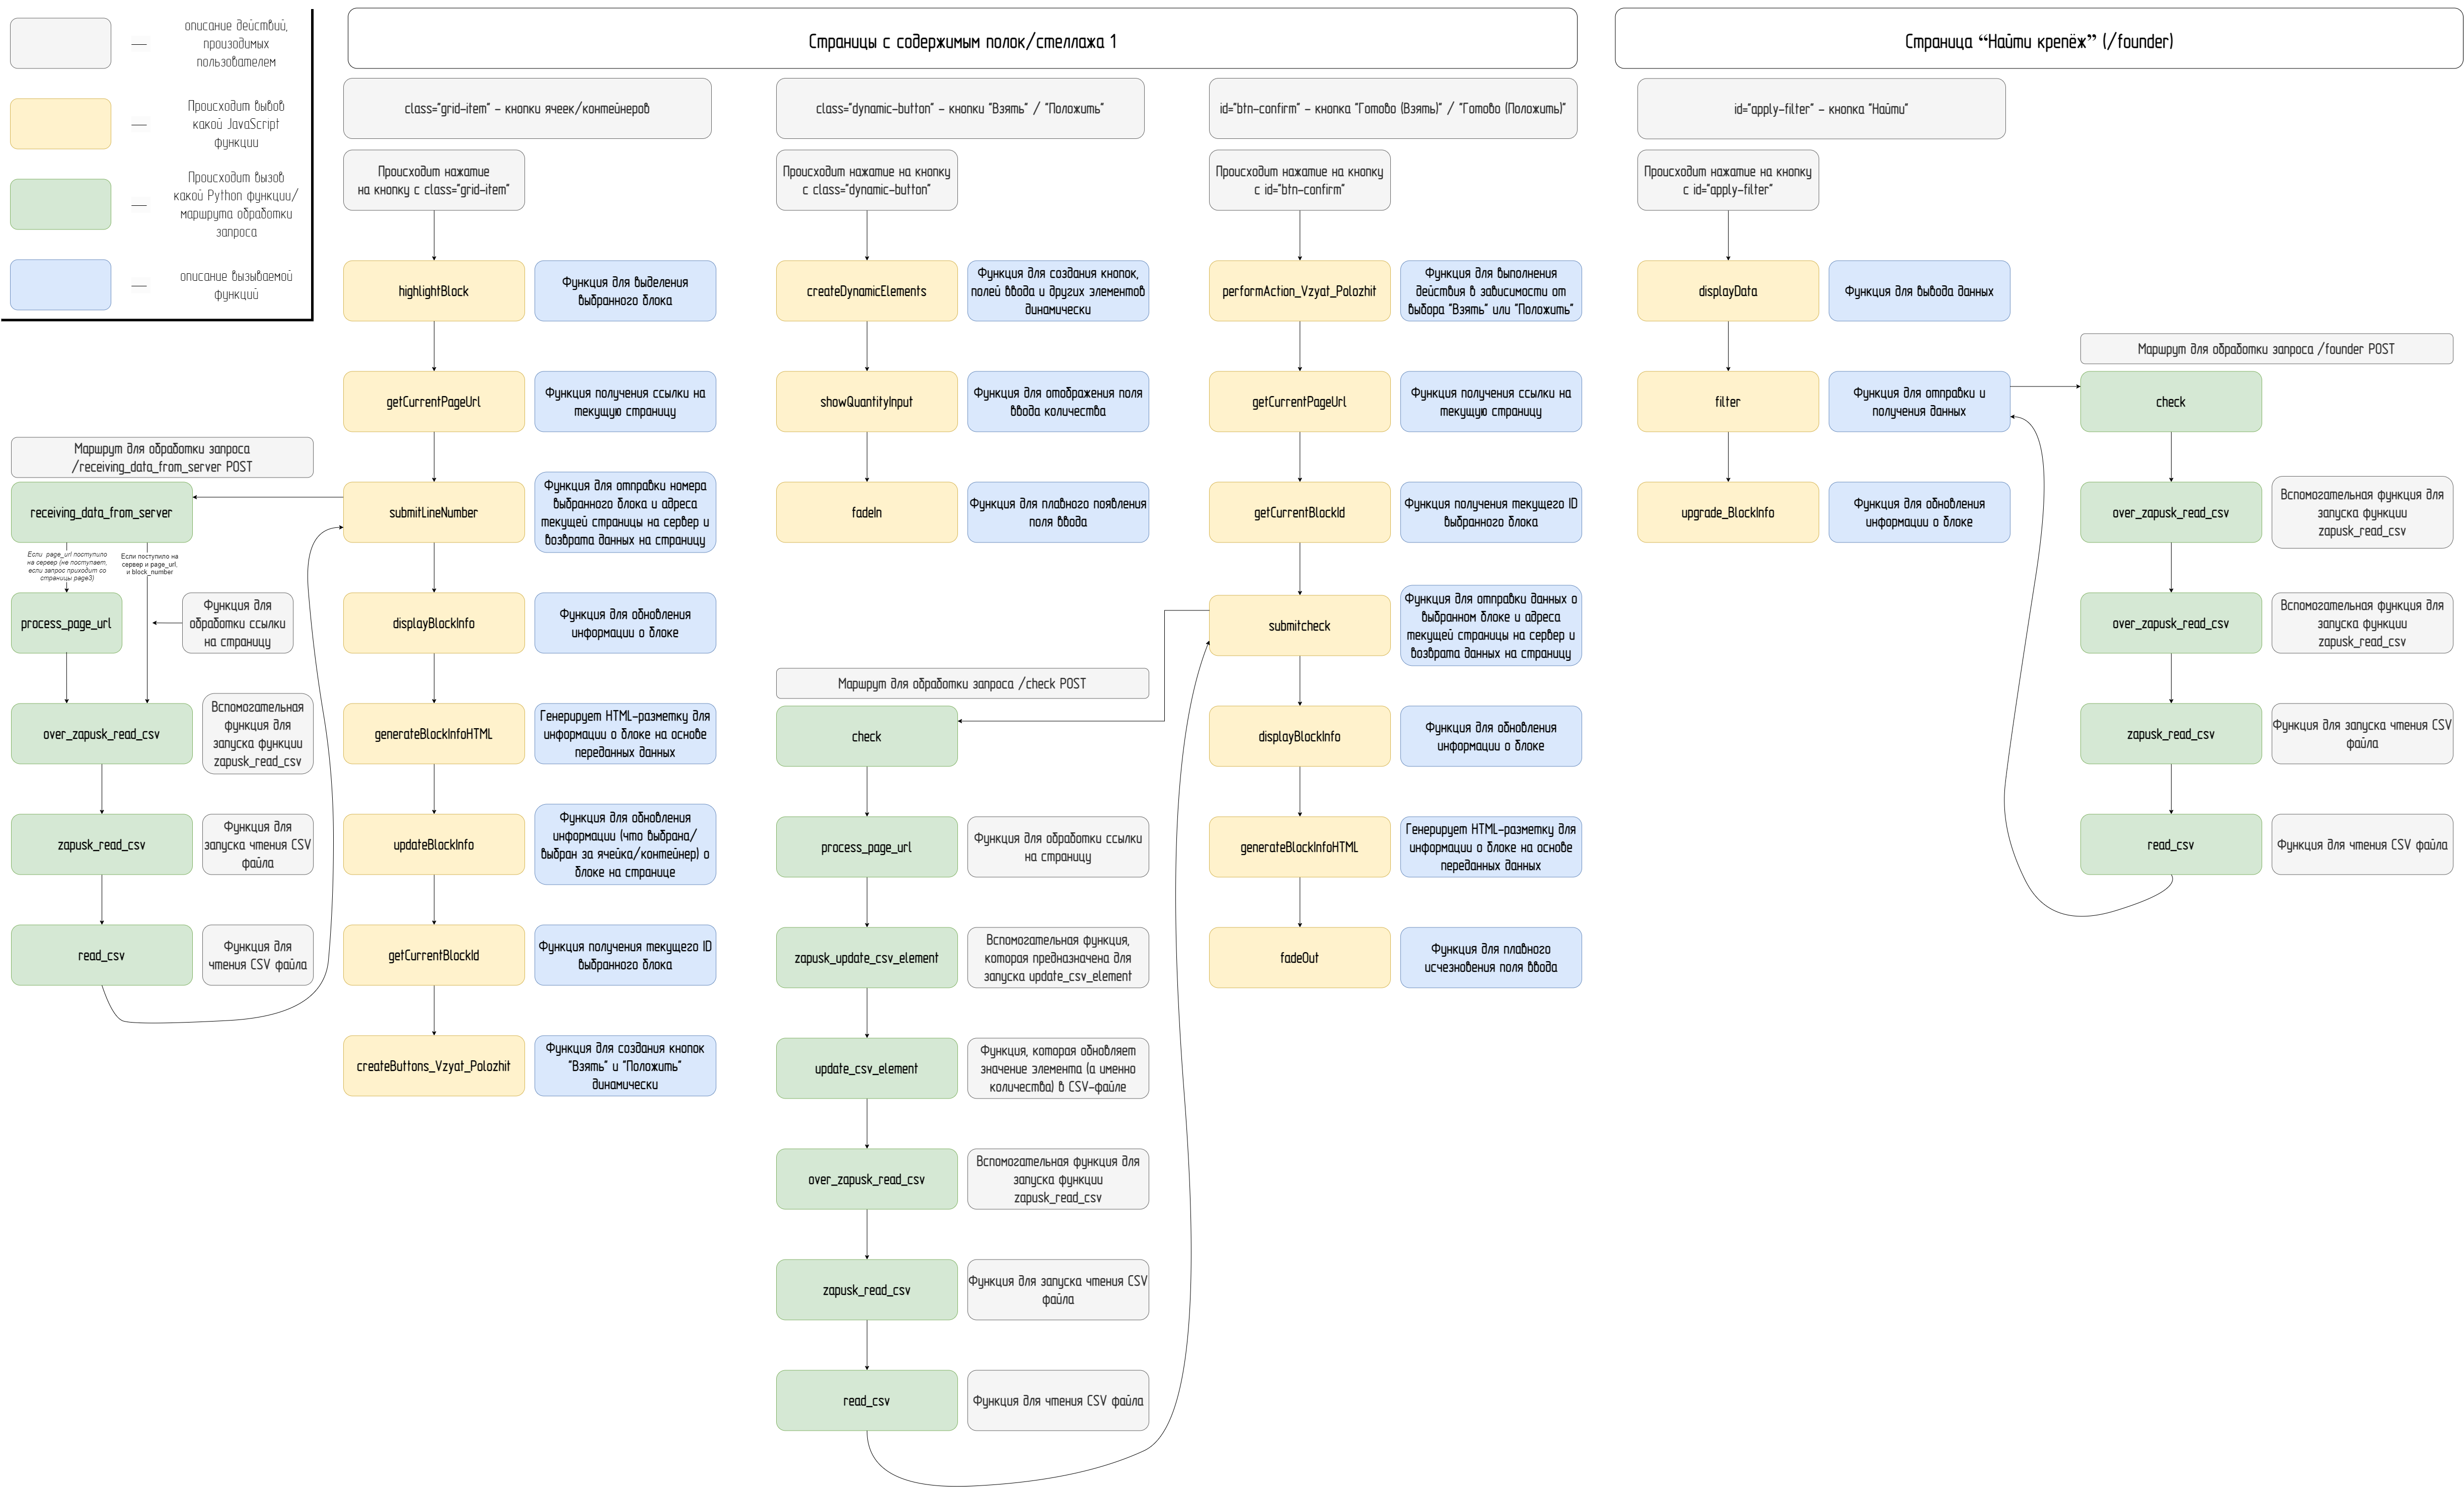 описание действий,
произодимых
пользователем
Происходит вывов
какой JavaScript
функции
Происходит вызов
какой Python функции/
маршрута обработки
запроса
описание вызываемой
функций
Страницы с содержимым полок/стеллажа 1
class="grid-item" - кнопки ячеек/контейнеров
Происходит нажатие
на кнопку с class="grid-item"
highlightBlock
Функция для выделения
выбранного блока
getCurrentPageUrl
Функция получения ссылки на
текущую страницу
submitLineNumber
Функция для отправки номера
выбранного блока и адреса
текущей страницы на сервер и
возврата данных на страницу
Маршрут для обработки запроса
/receiving_data_from_server POST
receiving_data_from_server
Если page_url поступило
на сервер (не поступает,
если запрос приходит со
страницы page3)
Если поступило на
сервер и page_url,
и block_number
process_page_url
Функция для
обработки ссылки
на страницу
over_zapusk_read_csv
Вспомогательная
функция для
запуска функции
zapusk_read_csv
zapusk_read_csv
Функция для
запуска чтения CSV
файла
read_csv
Функция для
чтения CSV файла
displayBlockInfo
Функция для обновления
информации о блоке
generateBlockInfoHTML
Генерирует HTML-разметку для
информации о блоке на основе
переданных данных
updateBlockInfo
Функция для обновления
информации (что выбрана/
выбран за ячейка/контейнер) о
блоке на странице
getCurrentBlockId
Функция получения текущего ID
выбранного блока
createButtons_Vzyat_Polozhit
Функция для создания кнопок
"Взять" и "Положить"
динамически
class="dynamic-button" - кнопки "Взять" / "Положить"
Происходит нажатие на кнопку
с class="dynamic-button"
createDynamicElements
Функция для создания кнопок,
полей ввода и других элементов
динамически
showQuantityInput
Функция для отображения поля
ввода количества
fadeIn
Функция для плавного появления
поля ввода
Маршрут для обработки запроса /check POST
check
process_page_url
Функция для обработки ссылки
на страницу
zapusk_update_csv_element
Вспомогательная функция,
которая предназначена для
запуска update_csv_element
update_csv_element
Функция, которая обновляет
значение элемента (а именно
количества) в CSV-файле
over_zapusk_read_csv
Вспомогательная функция для
запуска функции
zapusk_read_csv
zapusk_read_csv
Функция для запуска чтения CSV
файла
read_csv
Функция для чтения CSV файла
id="btn-confirm" - кнопка "Готово (Взять)" / "Готово (Положить)"
Происходит нажатие на кнопку
с id="btn-confirm"
performAction_Vzyat_Polozhit
Функция для выполнения
действия в зависимости от
выбора "Взять" или "Положить"
getCurrentPageUrl
Функция получения ссылки на
текущую страницу
getCurrentBlockId
Функция получения текущего ID
выбранного блока
submitcheck
Функция для отправки данных о
выбранном блоке и адреса
текущей страницы на сервер и
возврата данных на страницу
displayBlockInfo
Функция для обновления
информации о блоке
generateBlockInfoHTML
Генерирует HTML-разметку для
информации о блоке на основе
переданных данных
fadeOut
Функция для плавного
исчезновения поля ввода
Страница “Найти крепёж” (/founder)
id="apply-filter" - кнопка "Найти"
Происходит нажатие на кнопку
с id="apply-filter"
displayData
Функция для вывода данных
filter
Функция для отправки и
получения данных
upgrade_BlockInfo
Функция для обновления
информации о блоке
Маршрут для обработки запроса /founder POST
check
over_zapusk_read_csv
Вспомогательная функция для
запуска функции
zapusk_read_csv
over_zapusk_read_csv
Вспомогательная функция для
запуска функции
zapusk_read_csv
zapusk_read_csv
Функция для запуска чтения CSV
файла
read_csv
Функция для чтения CSV файла